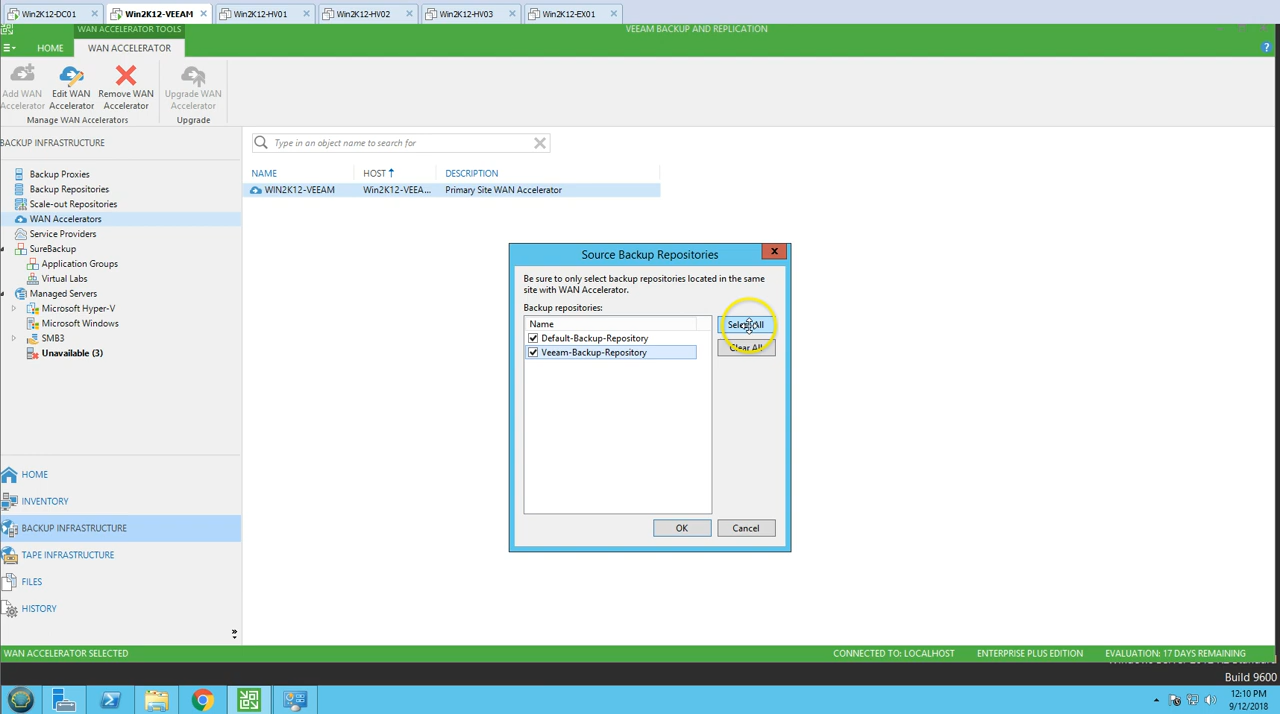 Win2K12-DC01
Win2K12-VEEAM
Win2K12-HV01
Win2K12-HV02
Win2K12-HV03
Win2K12-EX01
WAN ACCELERATOR TOOLS
VEEAM BACKUP AND REPLICATION
HOME
WAN ACCELERATOR
Add WAN Accelerator
Edit WAN Accelerator
Remove WAN Accelerator
Upgrade WAN Accelerator
Manage WAN Accelerators
Upgrade
BACKUP INFRASTRUCTURE
Type in an object name to search for
Backup Proxies
Backup Repositories
Scale-out Repositories
WAN Accelerators
Service Providers
SureBackup
Application Groups
Virtual Labs
Managed Servers
Microsoft Hyper-V
Microsoft Windows
SMB3
Unavailable (3)
NAME HOST DESCRIPTION
WIN2K12-VEEAM Win2K12-VEEA... Primary Site WAN Accelerator
Source Backup Repositories
Be sure to only select backup repositories located in the same
site with WAN Accelerator.
Backup repositories:
Name
Default-Backup-Repository
Veeam-Backup-Repository
Select All
Clear All
OK
Cancel
HOME
INVENTORY
BACKUP INFRASTRUCTURE
TAPE INFRASTRUCTURE
FILES
HISTORY
WAN ACCELERATOR SELECTED
CONNECTED TO: LOCALHOST
ENTERPRISE PLUS EDITION
EVALUATION: 17 DAYS REMAINING
Build 9600
12:10 PM
9/12/2018